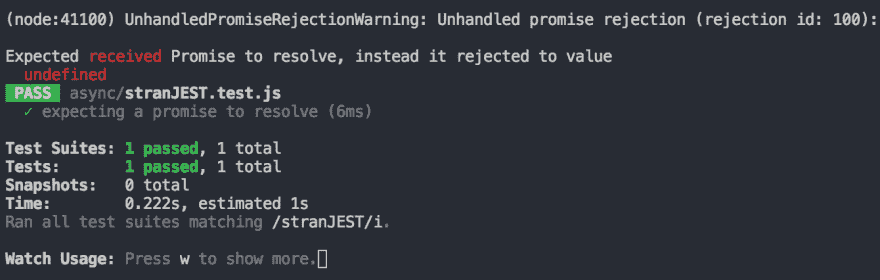 (node:41100) UnhandledPromiseRejectionWarning: Unhandled promise rejection (rejection id: 100):
Expected received Promise to resolve, instead it rejected to value
undefined
PASS async/stranJEST.test.js
✓ expecting a promise to resolve (6ms)
Test Suites: 1 passed, 1 total
Tests: 1 passed, 1 total
Snapshots: 0 total
Time: 0.222s, estimated 1s
Ran all test suites matching /stranJEST/i.
Watch Usage: Press w to show more.